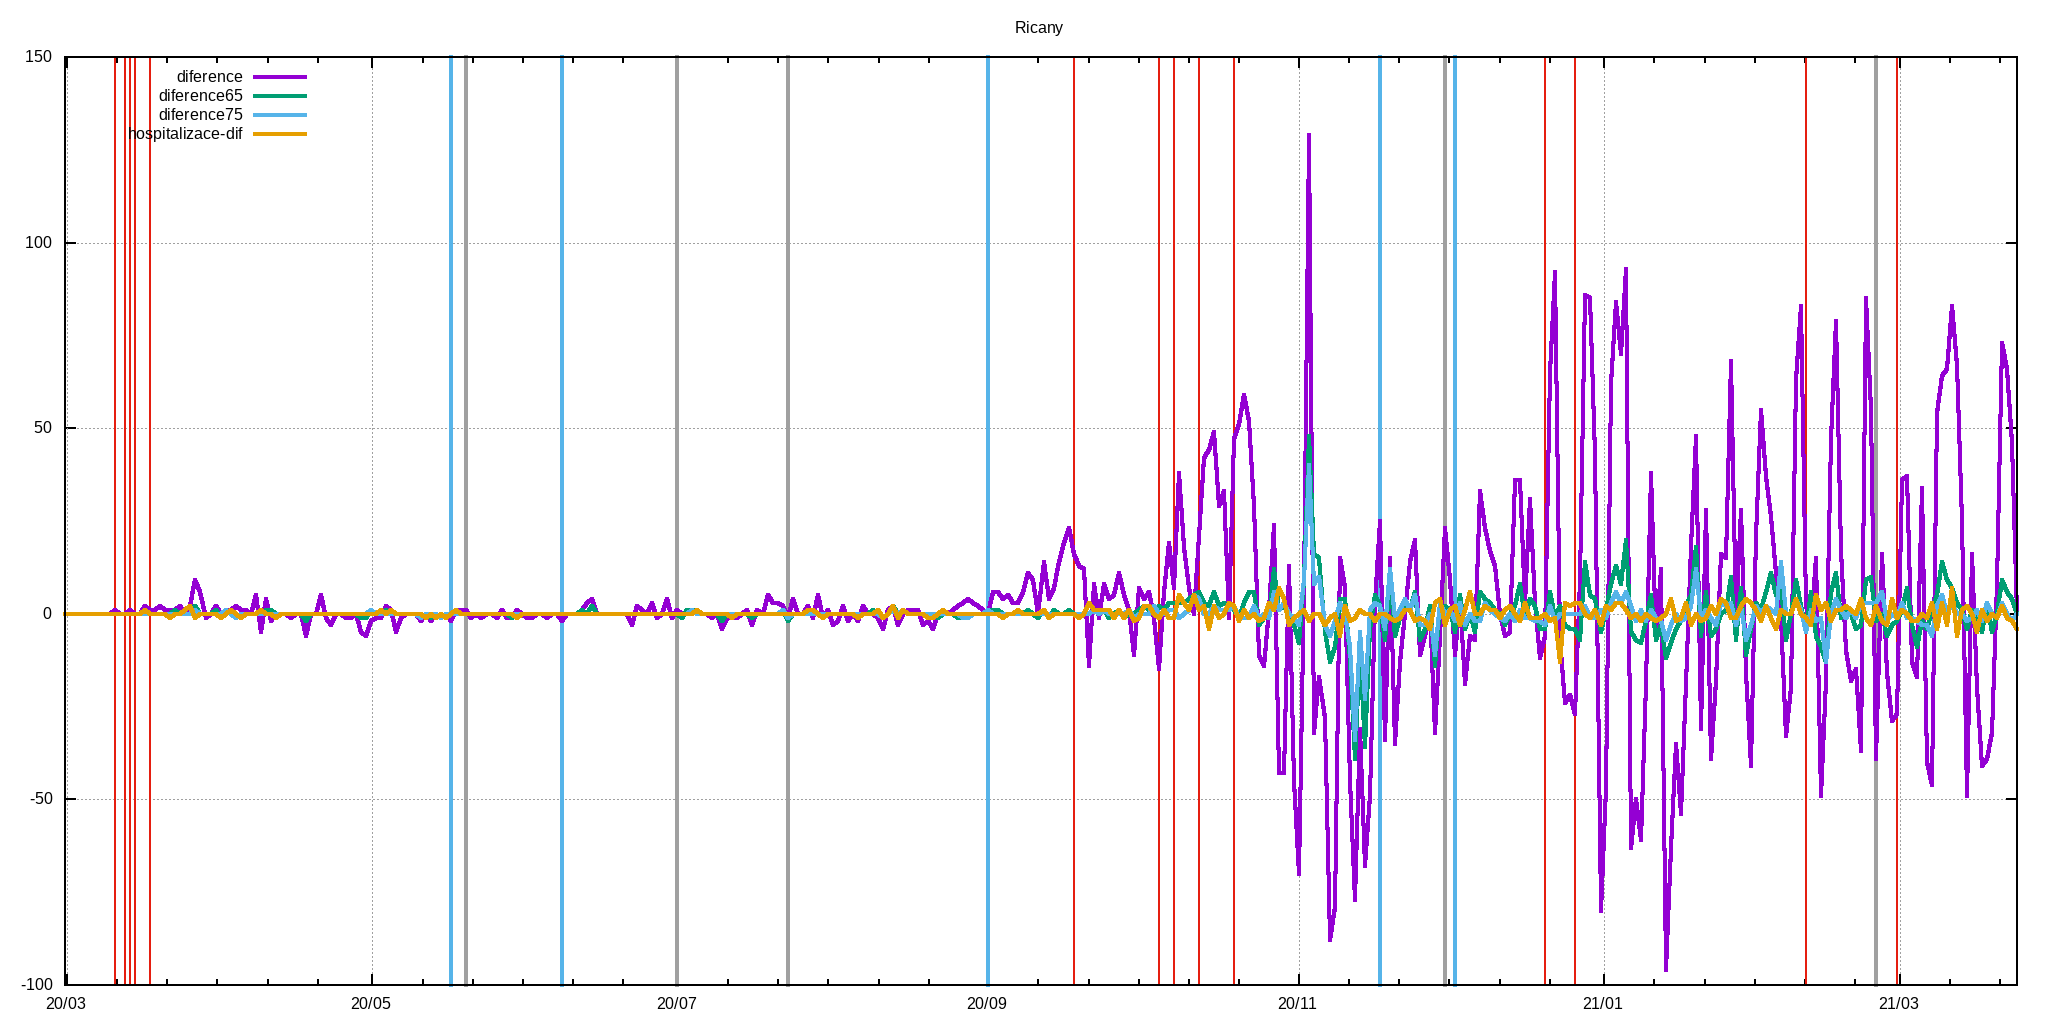 Ricany
150
100
50
0
-50
-100
diference
diference65
diference75
hospitalizace-dif
20/03 20/05 20/07 20/09 20/11 21/01 21/03